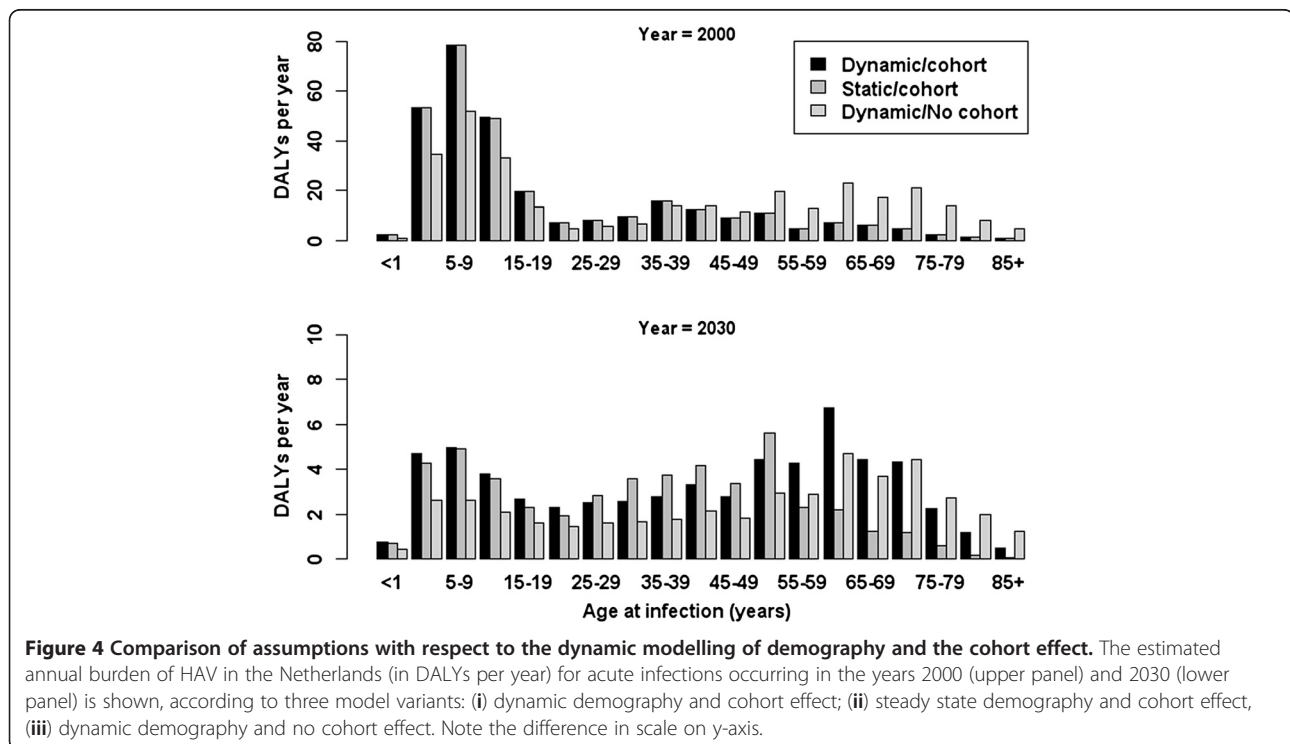 Year = 2000
Dynamic/cohort
Static/cohort
Dynamic/No cohort
DALYs per year
80
60
40
20
0
<1 5-9 15-19 25-29 35-39 45-49 55-59 65-69 75-79 85+
Year = 2030
DALYs per year
10
8
6
4
2
0
<1 5-9 15-19 25-29 35-39 45-49 55-59 65-69 75-79 85+
Age at infection (years)
Figure 4 Comparison of assumptions with respect to the dynamic modelling of demography and the cohort effect. The estimated
annual burden of HAV in the Netherlands (in DALYs per year) for acute infections occurring in the years 2000 (upper panel) and 2030 (lower
panel) is shown, according to three model variants: (i) dynamic demography and cohort effect; (ii) steady state demography and cohort effect,
(iii) dynamic demography and no cohort effect. Note the difference in scale on y-axis.